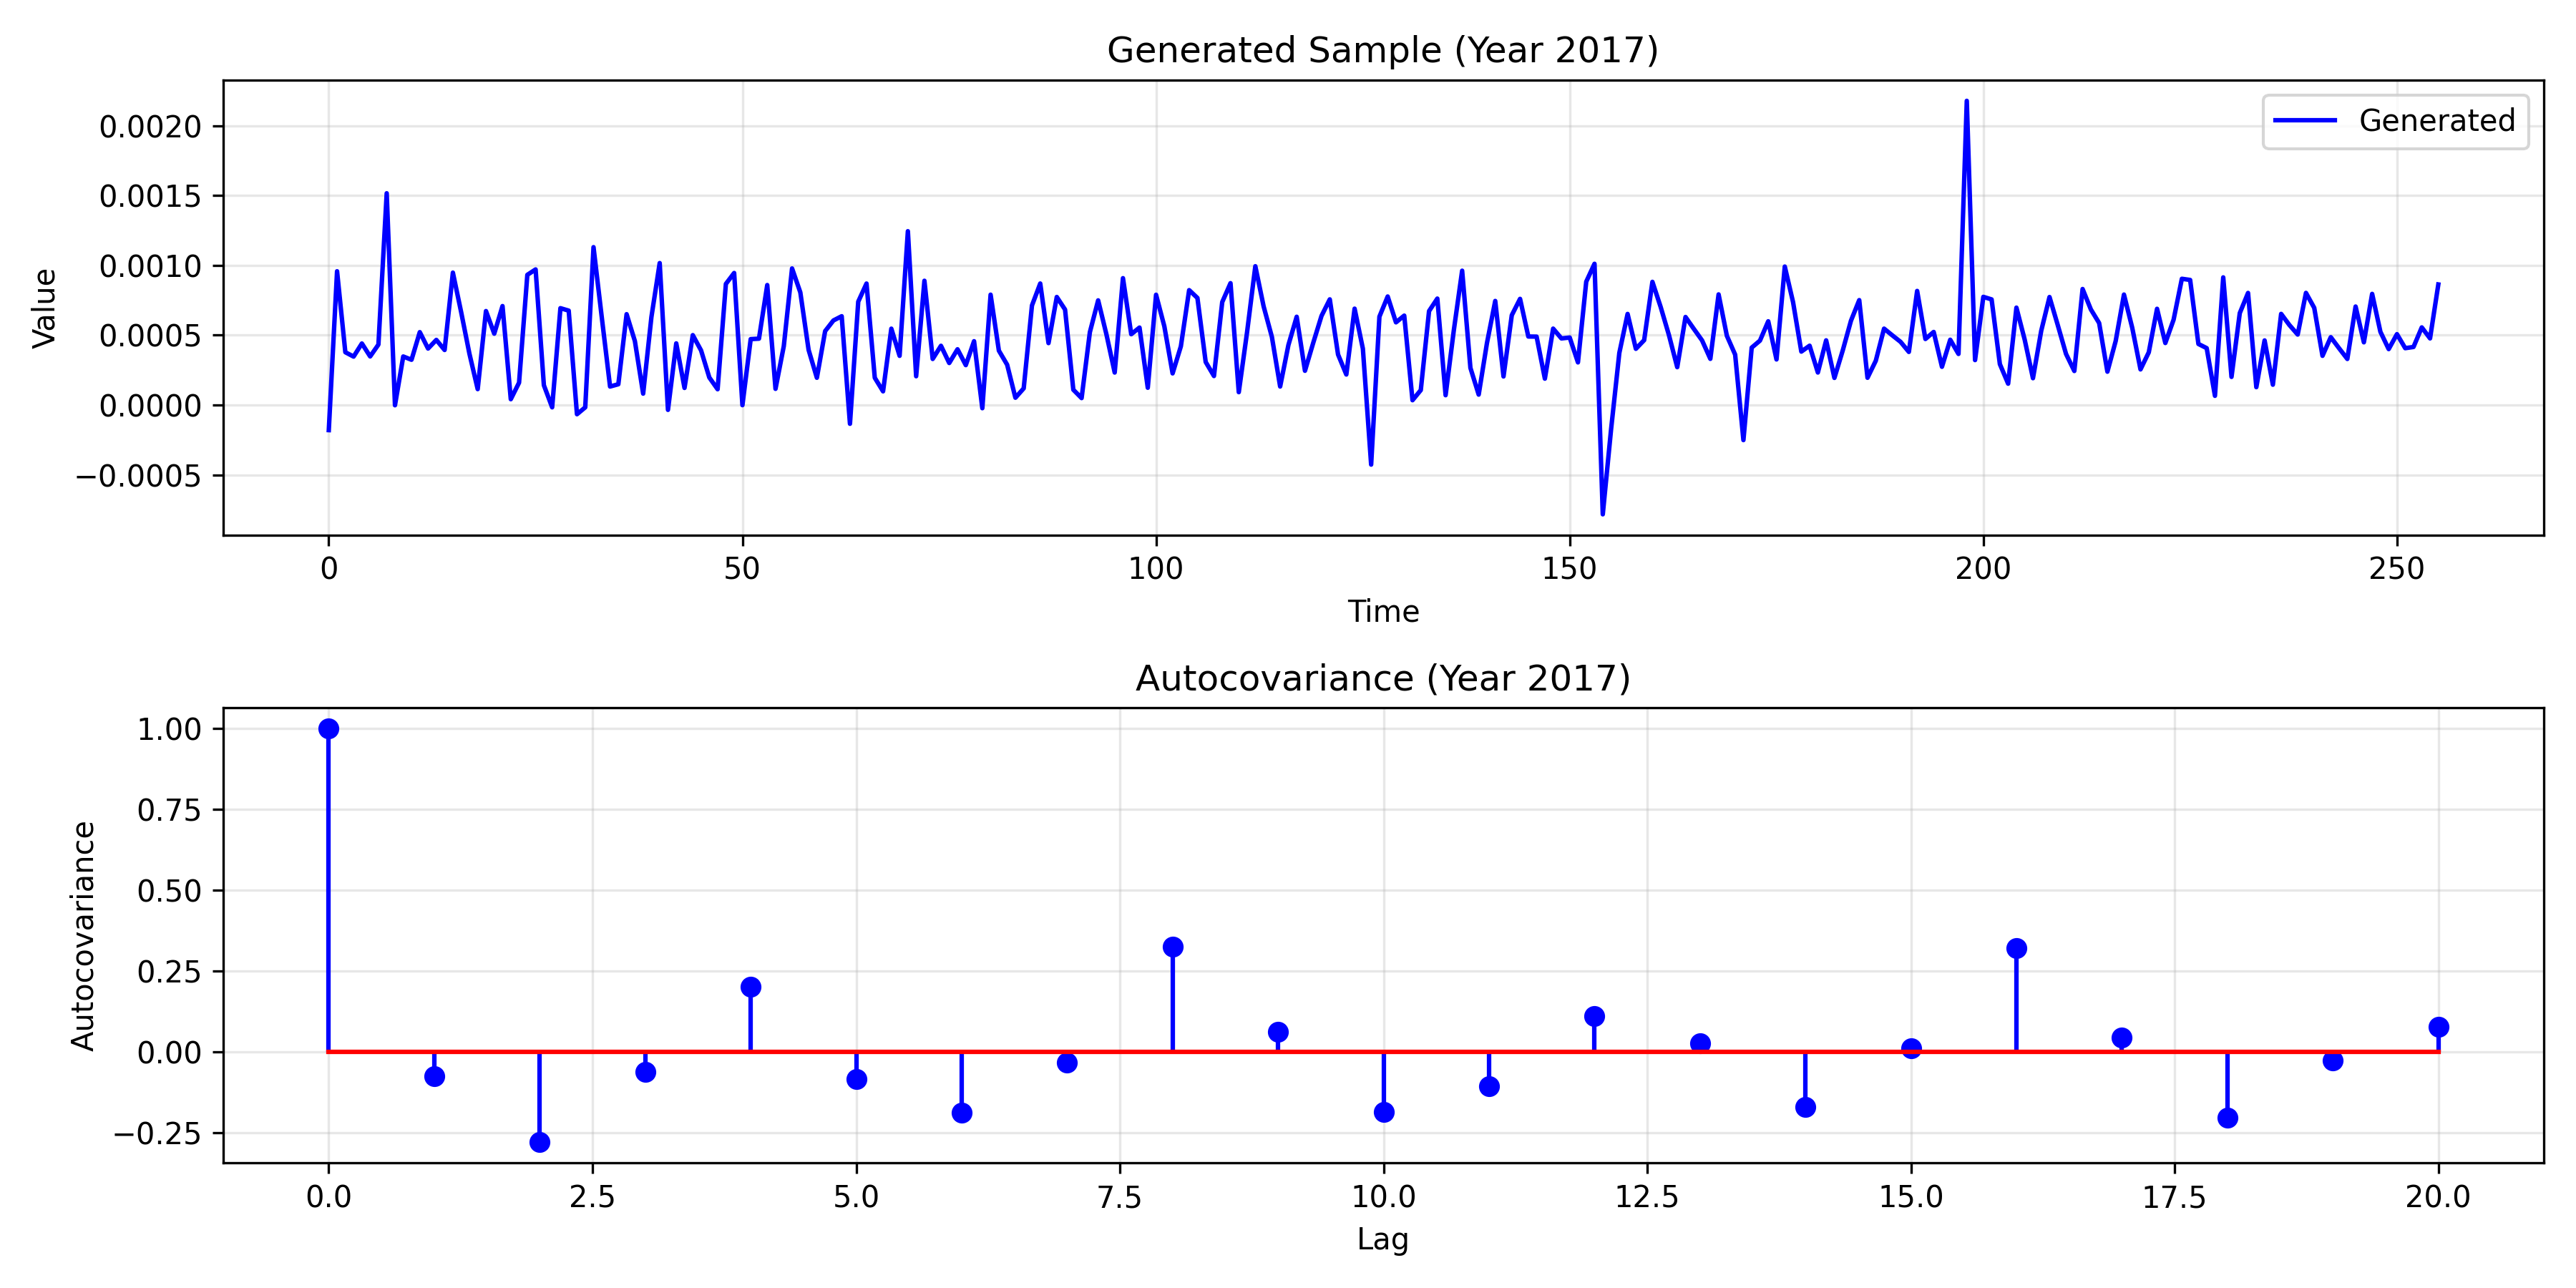 Generated Sample (Year 2017)
Generated
0.0020
0.0015
0.0010
0.0005
0.0000
−0.0005
Value
0 50 100 150 200 250
Time
Autocovariance (Year 2017)
1.00
0.75
0.50
0.25
0.00
−0.25
Autocovariance
0.0 2.5 5.0 7.5 10.0 12.5 15.0 17.5 20.0
Lag